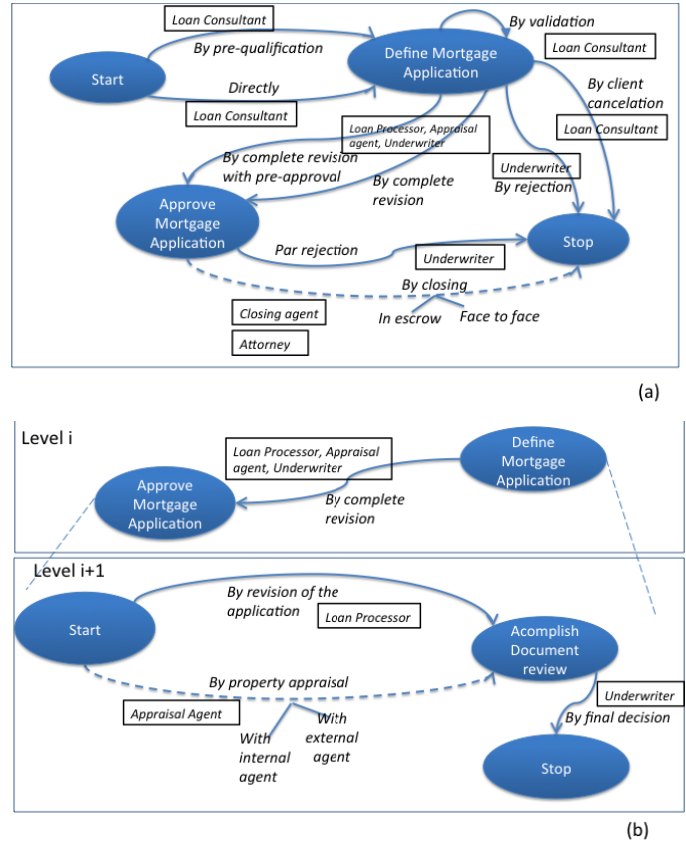 Loan Consultant
By pre-qualification
Start
Directly
Loan Consultant
Define Mortgage
Application
By validation
Loan Consultant
By client
cancelation
Loan Consultant
Loan Processor, Appraisal
agent, Underwriter
By complete revision
with pre-approval
By complete
revision
Underwriter
By rejection
Approve
Mortgage
Application
Par rejection
Underwriter
Stop
By closing
In escrow
Face to face
Closing agent
Attorney
(a)
Level i
Loan Processor, Appraisal
agent, Underwriter
Define
Mortgage
Application
Approve
Mortgage
Application
By complete
revision
Level i+1
By revision of the
application
Loan Processor
Start
Acomplish
Document
review
By property appraisal
Appraisal Agent
With
internal
agent
With
external
agent
Underwriter
By final decision
Stop
(b)